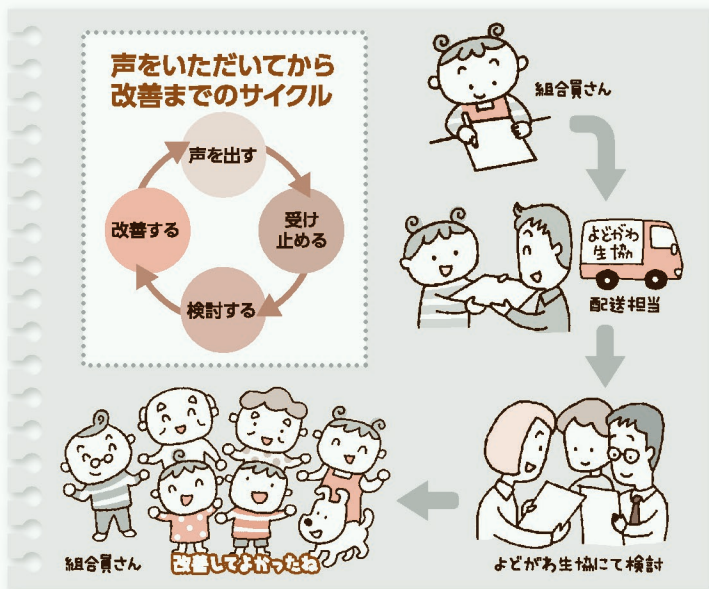 声をいただいてから
改善までのサイクル
声を出す
受け
止める
検討する
改善する
組合員さん
よどがわ
生協
配送担当
よどがわ生協にて検討
組合員さん
改善してよかったね